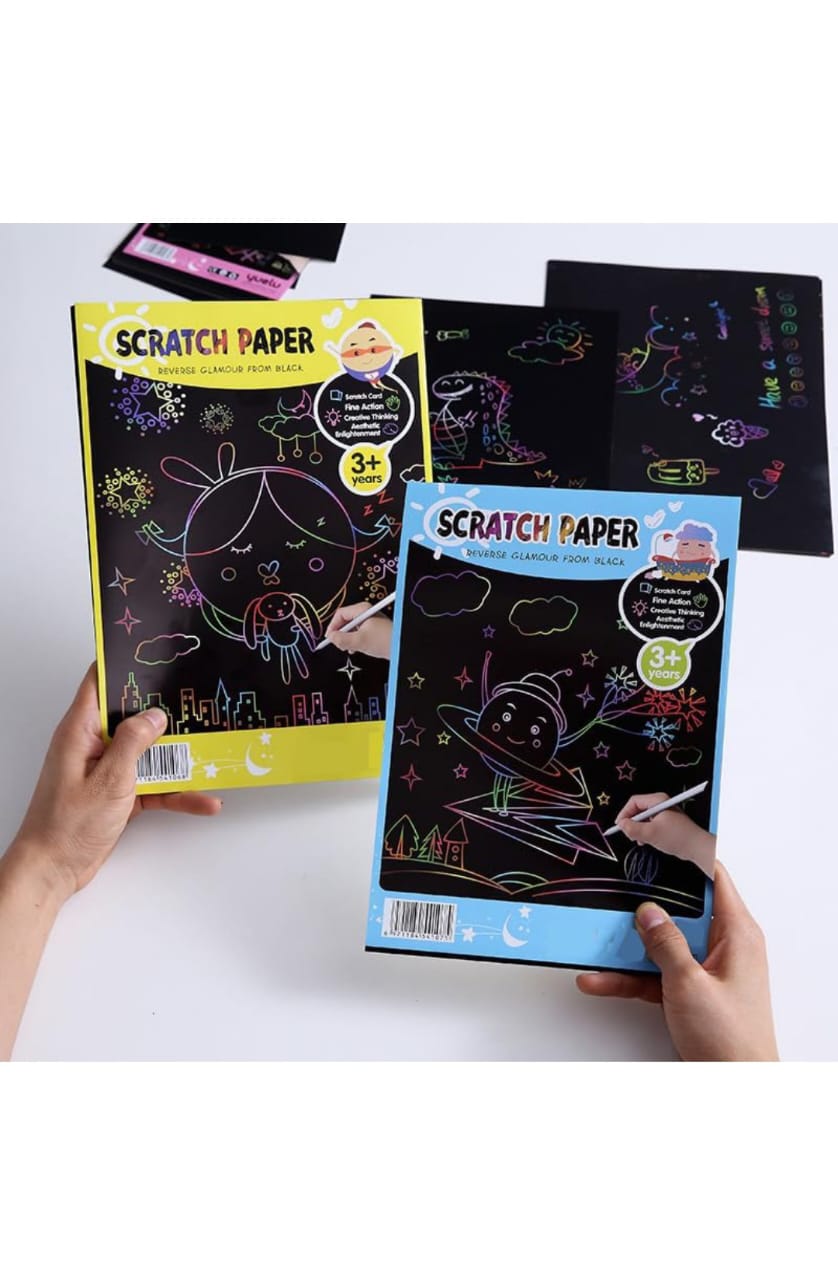 yuelu
SCRATCH PAPER
REVERSE GLAMOUR FROM BLACK
Scratch Card
Fine Action
Creative Thinking
Aesthetic
Enlightenment
3+
years
z
z
z
Have a sweet dream
SCRATCH PAPER
REVERSE GLAMOUR FROM BLACK
Scratch Card
Fine Action
Creative Thinking
Aesthetic
Enlightenment
3+
years